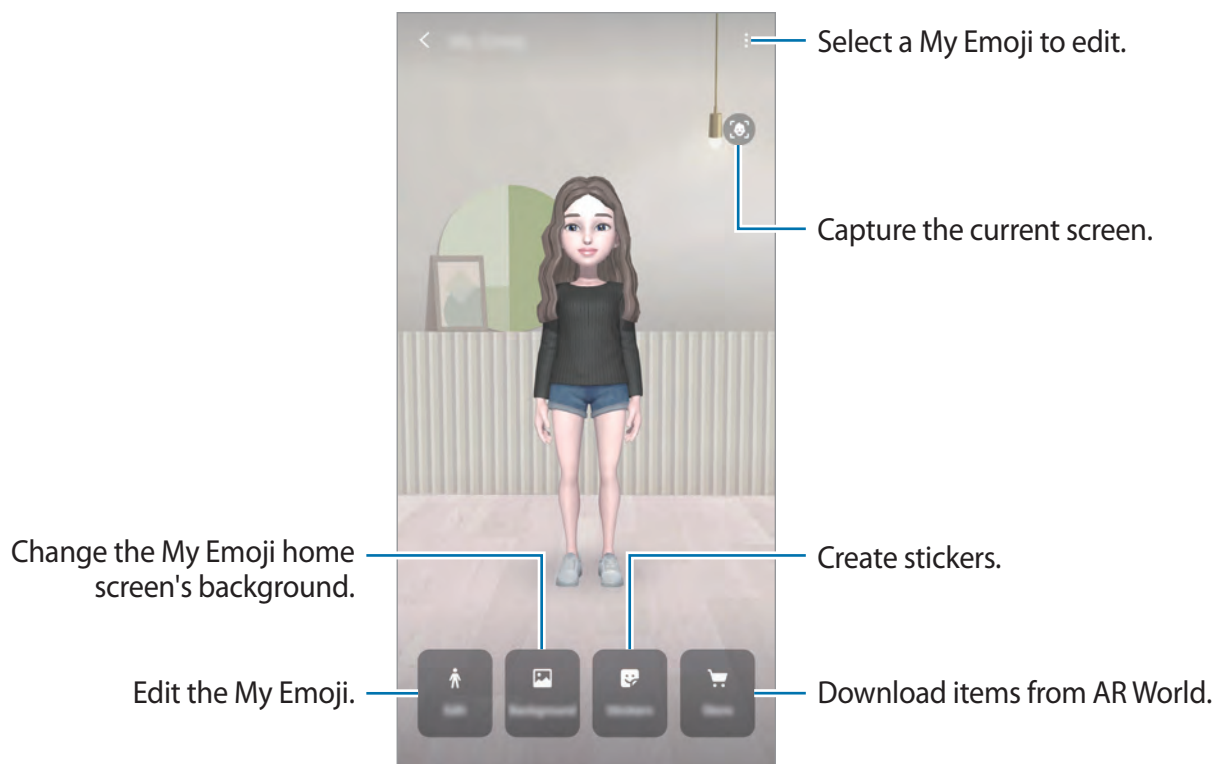 Select a My Emoji to edit.
Capture the current screen.
Change the My Emoji home
screen's background.
Create stickers.
Edit the My Emoji.
Download items from AR World.